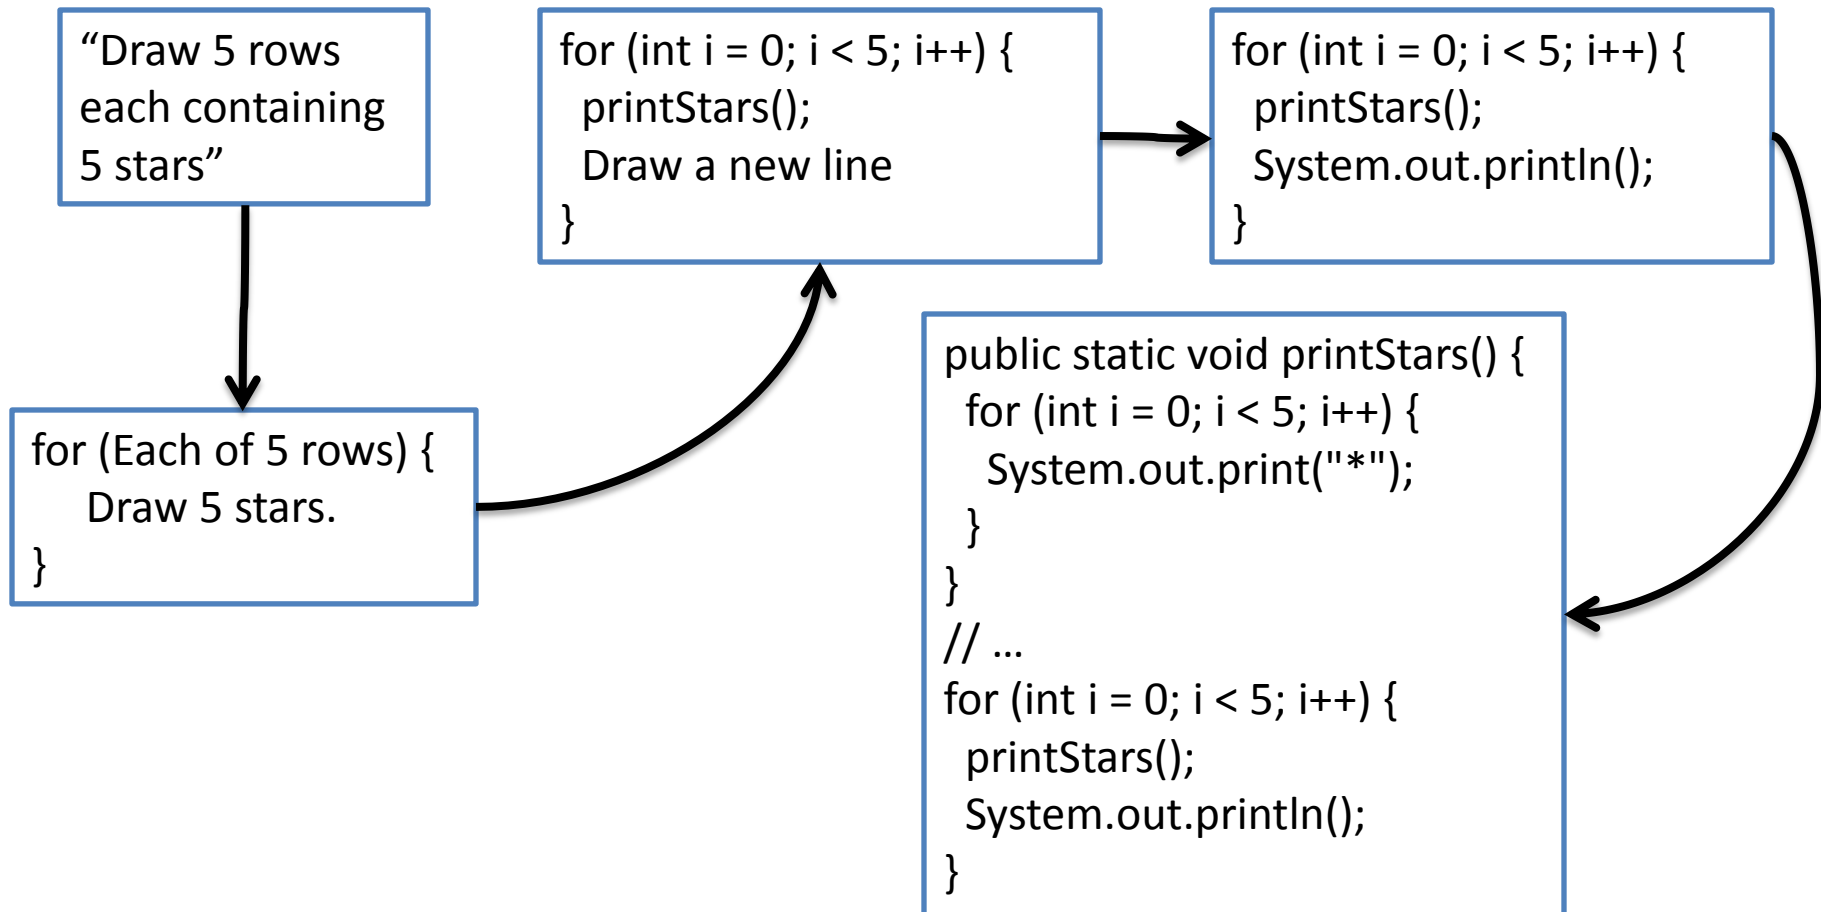 “Draw 5 rows
each containing
5 stars”
for (Each of 5 rows) {
Draw 5 stars.
}
for (int i = 0; i < 5; i++) {
printStars();
Draw a new line
}
for (int i = 0; i < 5; i++) {
printStars();
System.out.println();
}
public static void printStars() {
for (int i = 0; i < 5; i++) {
System.out.print("*");
}
}
// …
for (int i = 0; i < 5; i++) {
printStars();
System.out.println();
}